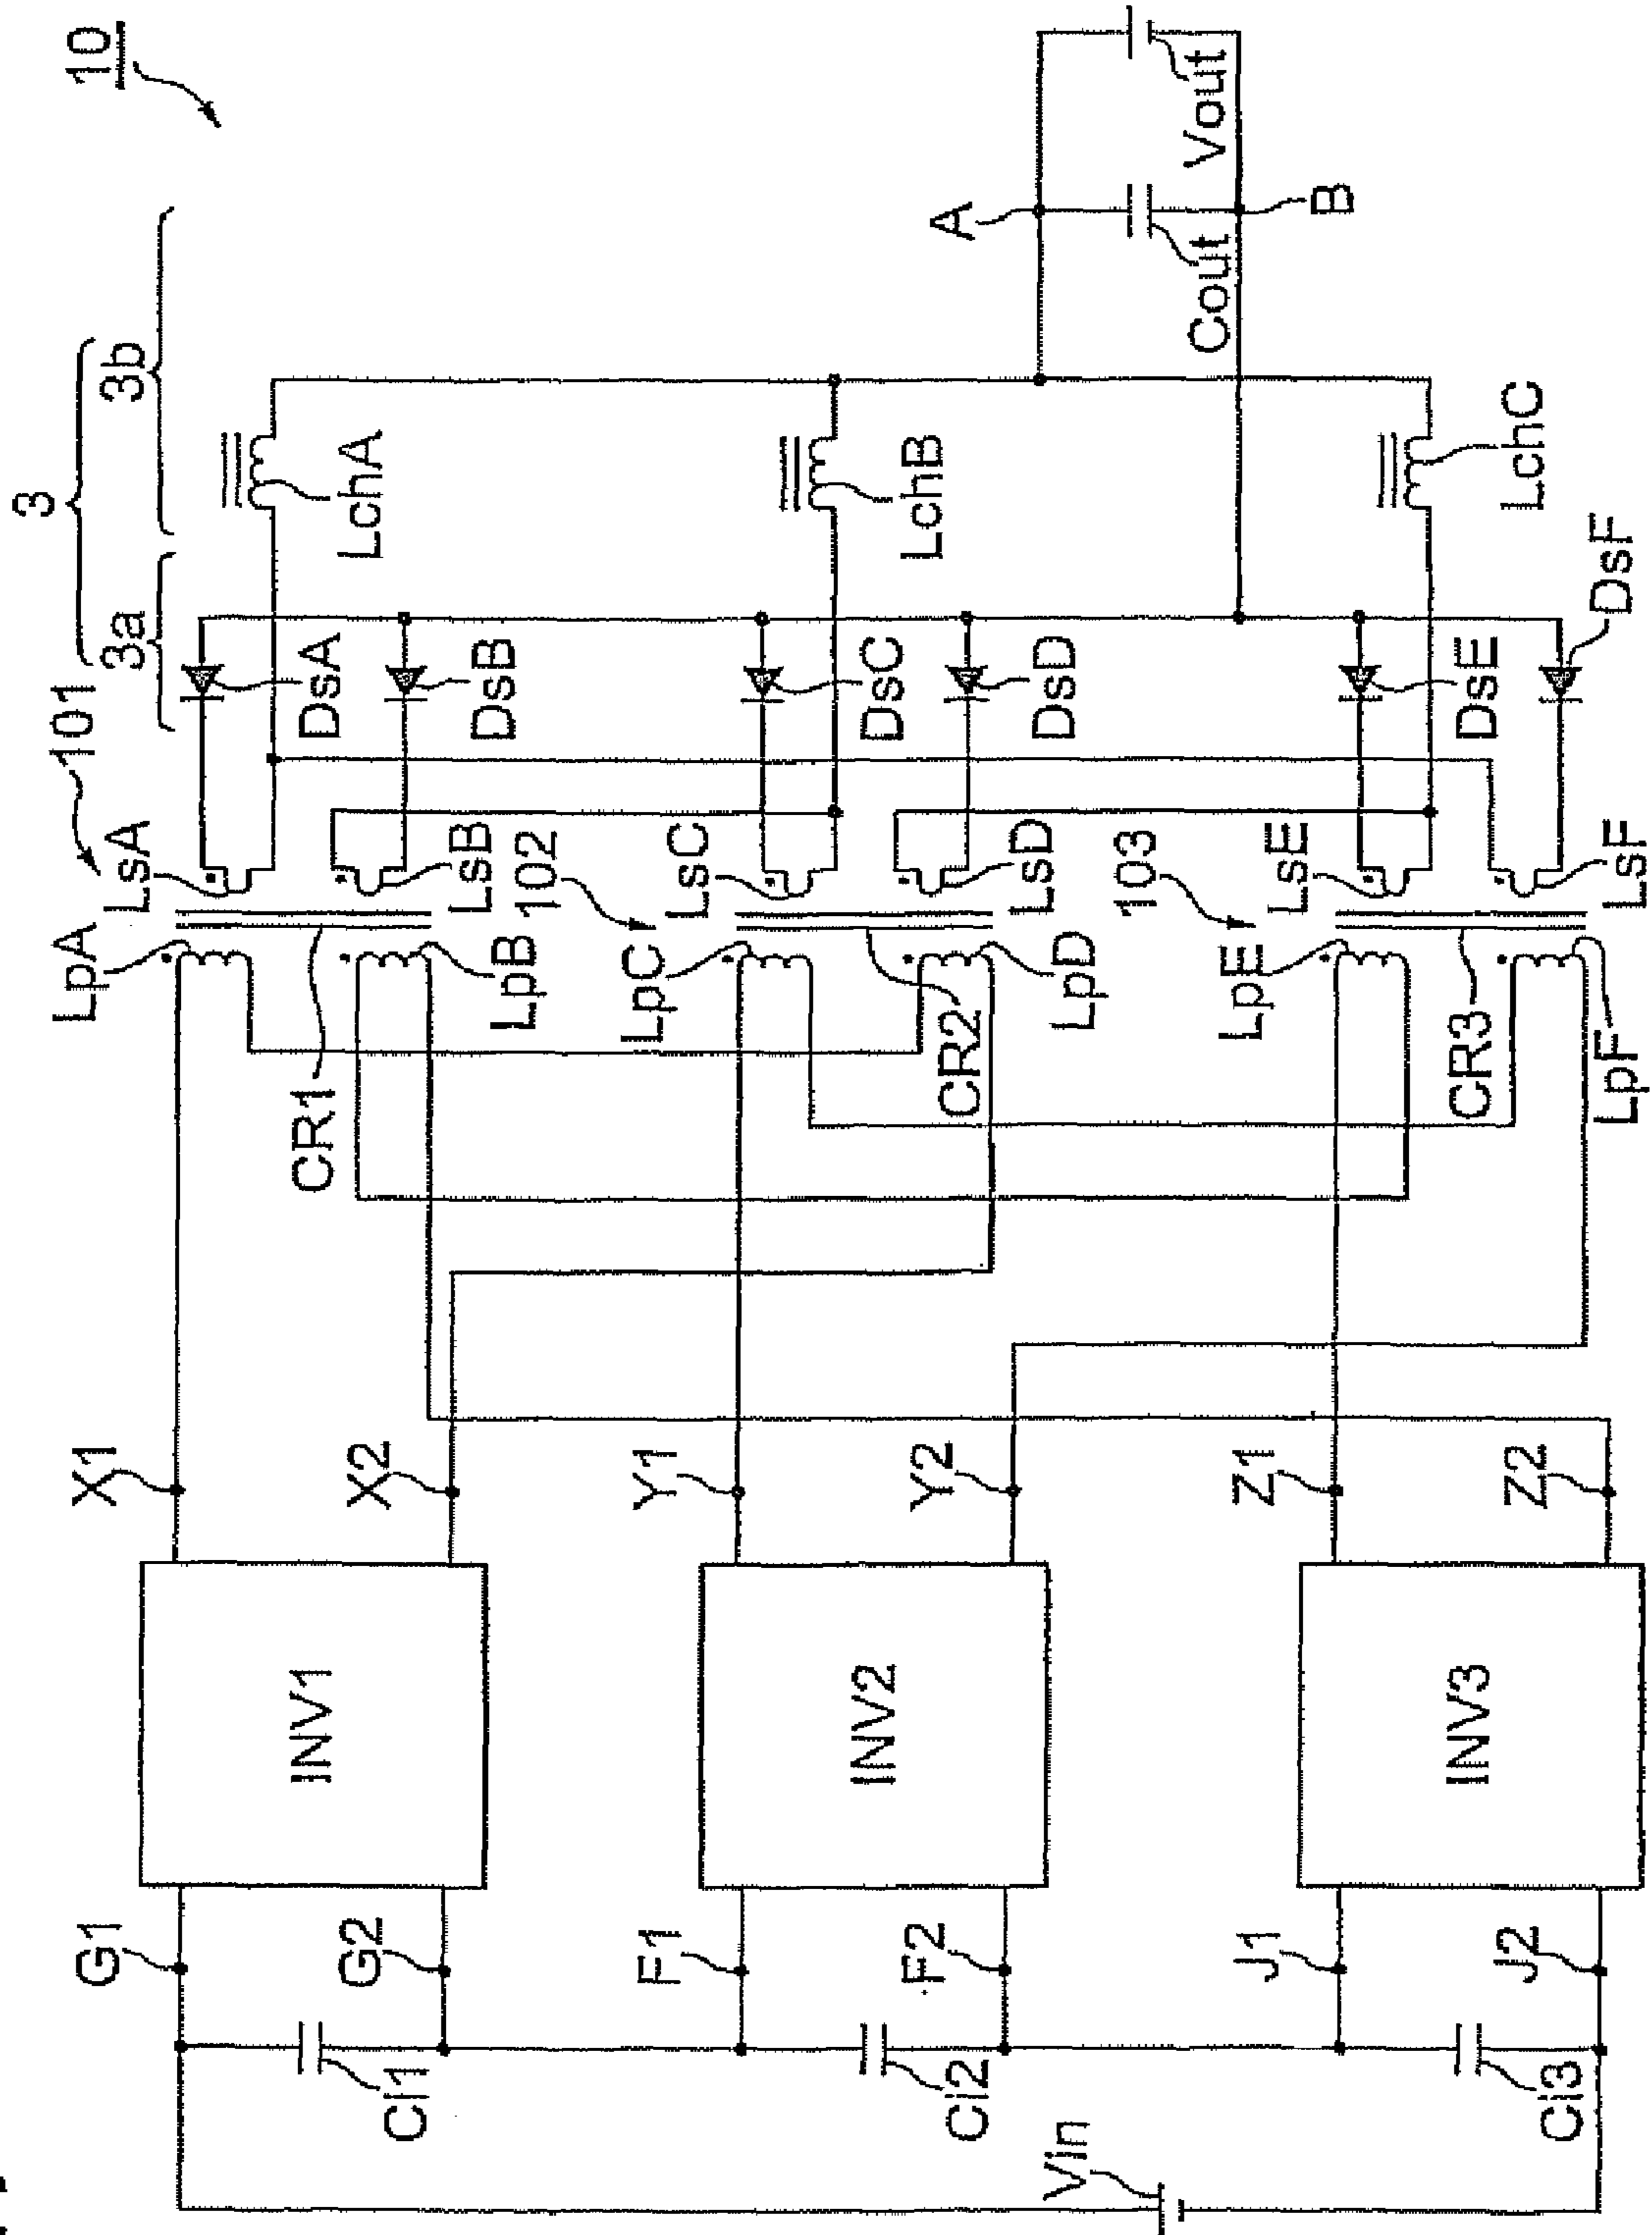 10
3
3a
3b
101
LsA
LpA
DsA
LchA
LsB
LpB
DsB
CR1
102
LsC
LpC
DsC
LchB
LsD
LpD
DsD
CR2
103
LsE
LpE
DsE
LchC
LsF
LpF
DsF
CR3
A
B
Cout
Vout
X1
X2
Y1
Y2
Z1
Z2
INV1
INV2
INV3
G1
G2
F1
F2
J1
J2
Ci1
Ci2
Ci3
Vin